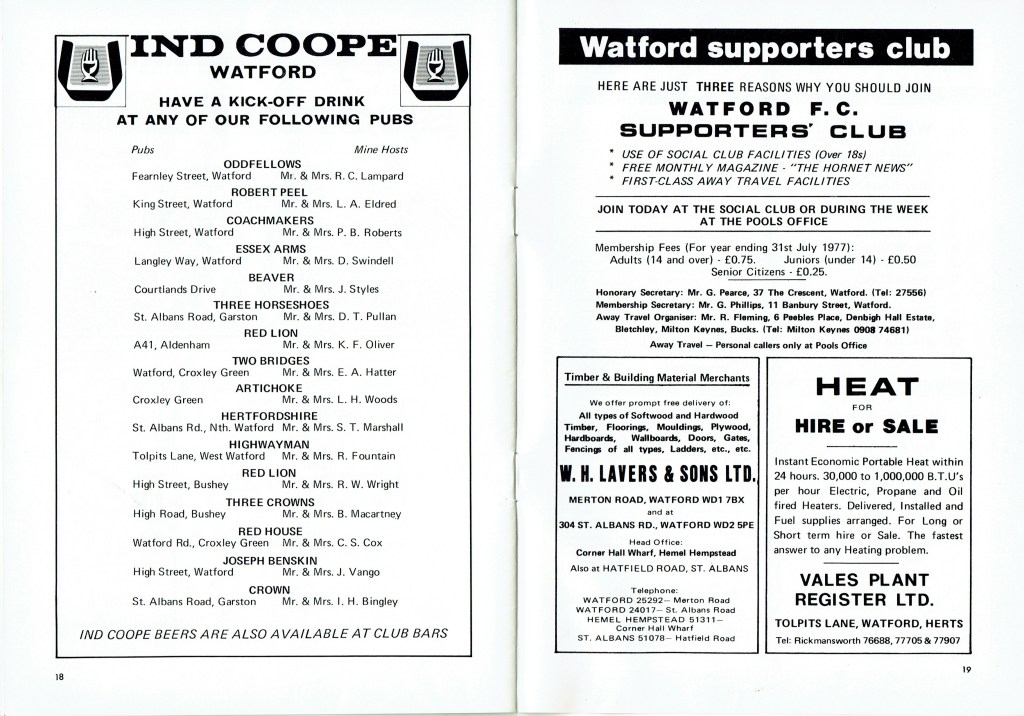 IND COOPE
WATFORD
HAVE A KICK-OFF DRINK
AT ANY OF OUR FOLLOWING PUBS
Pubs Mine Hosts
ODDFELLOWS
Fearnley Street, Watford Mr. & Mrs. R. C. Lampard
ROBERT PEEL
King Street, Watford Mr. & Mrs. L. A. Eldred
COACHMAKERS
High Street, Watford Mr. & Mrs. P. B. Roberts
ESSEX ARMS
Langley Way, Watford Mr. & Mrs. D. Swindell
BEAVER
Courtlands Drive Mr. & Mrs. J. Styles
THREE HORSESHOES
St. Albans Road, Garston Mr. & Mrs. D. T. Pullan
RED LION
A41, Aldenham Mr. & Mrs. K. F. Oliver
TWO BRIDGES
Watford, Croxley Green Mr. & Mrs. E. A. Hatter
ARTICHOKE
Croxley Green Mr. & Mrs. L. H. Woods
HERTFORDSHIRE
St. Albans Rd., Nth. Watford Mr. & Mrs. S. T. Marshall
HIGHWAYMAN
Tolpits Lane, West Watford Mr. & Mrs. R. Fountain
RED LION
High Street, Bushey Mr. & Mrs. R. W. Wright
THREE CROWNS
High Road, Bushey Mr. & Mrs. B. Macartney
RED HOUSE
Watford Rd., Croxley Green Mr. & Mrs. C. S. Cox
JOSEPH BENSKIN
High Street, Watford Mr. & Mrs. J. Vango
CROWN
St. Albans Road, Garston Mr. & Mrs. I. H. Bingley
IND COOPE BEERS ARE ALSO AVAILABLE AT CLUB BARS
18
Watford supporters club
HERE ARE JUST THREE REASONS WHY YOU SHOULD JOIN
WATFORD F. C.
SUPPORTERS' CLUB
* USE OF SOCIAL CLUB FACILITIES (Over 18s)
* FREE MONTHLY MAGAZINE - "THE HORNET NEWS"
* FIRST-CLASS AWAY TRAVEL FACILITIES
JOIN TODAY AT THE SOCIAL CLUB OR DURING THE WEEK
AT THE POOLS OFFICE
Membership Fees (For year ending 31st July 1977):
Adults (14 and over) - £0.75. Juniors (under 14) - £0.50
Senior Citizens - £0.25.
Honorary Secretary: Mr. G. Pearce, 37 The Crescent, Watford. (Tel: 27556)
Membership Secretary: Mr. G. Phillips, 11 Banbury Street, Watford.
Away Travel Organiser: Mr. R. Fleming, 6 Peebles Place, Denbigh Hall Estate,
Bletchley, Milton Keynes, Bucks. (Tel: Milton Keynes 0908 74681)
Away Travel — Personal callers only at Pools Office
Timber & Building Material Merchants
We offer prompt free delivery of:
All types of Softwood and Hardwood
Timber, Floorings, Mouldings, Plywood,
Hardboards, Wallboards, Doors, Gates,
Fencings of all types, Ladders, etc., etc.
W. H. LAVERS & SONS LTD.
MERTON ROAD, WATFORD WD1 7BX
and at
304 ST. ALBANS RD., WATFORD WD2 5PE
Head Office:
Corner Hall Wharf, Hemel Hempstead
Also at HATFIELD ROAD, ST. ALBANS
Telephone:
WATFORD 25292— Merton Road
WATFORD 24017— St. Albans Road
HEMEL HEMPSTEAD 51311—
Corner Hall Wharf
ST. ALBANS 51078— Hatfield Road
HEAT
FOR
HIRE or SALE
Instant Economic Portable Heat within
24 hours. 30,000 to 1,000,000 B.T.U's
per hour Electric, Propane and Oil
fired Heaters. Delivered, Installed and
Fuel supplies arranged. For Long or
Short term hire or Sale. The fastest
answer to any Heating problem.
VALES PLANT
REGISTER LTD.
TOLPITS LANE, WATFORD, HERTS
Tel: Rickmansworth 76688, 77705 & 77907
19